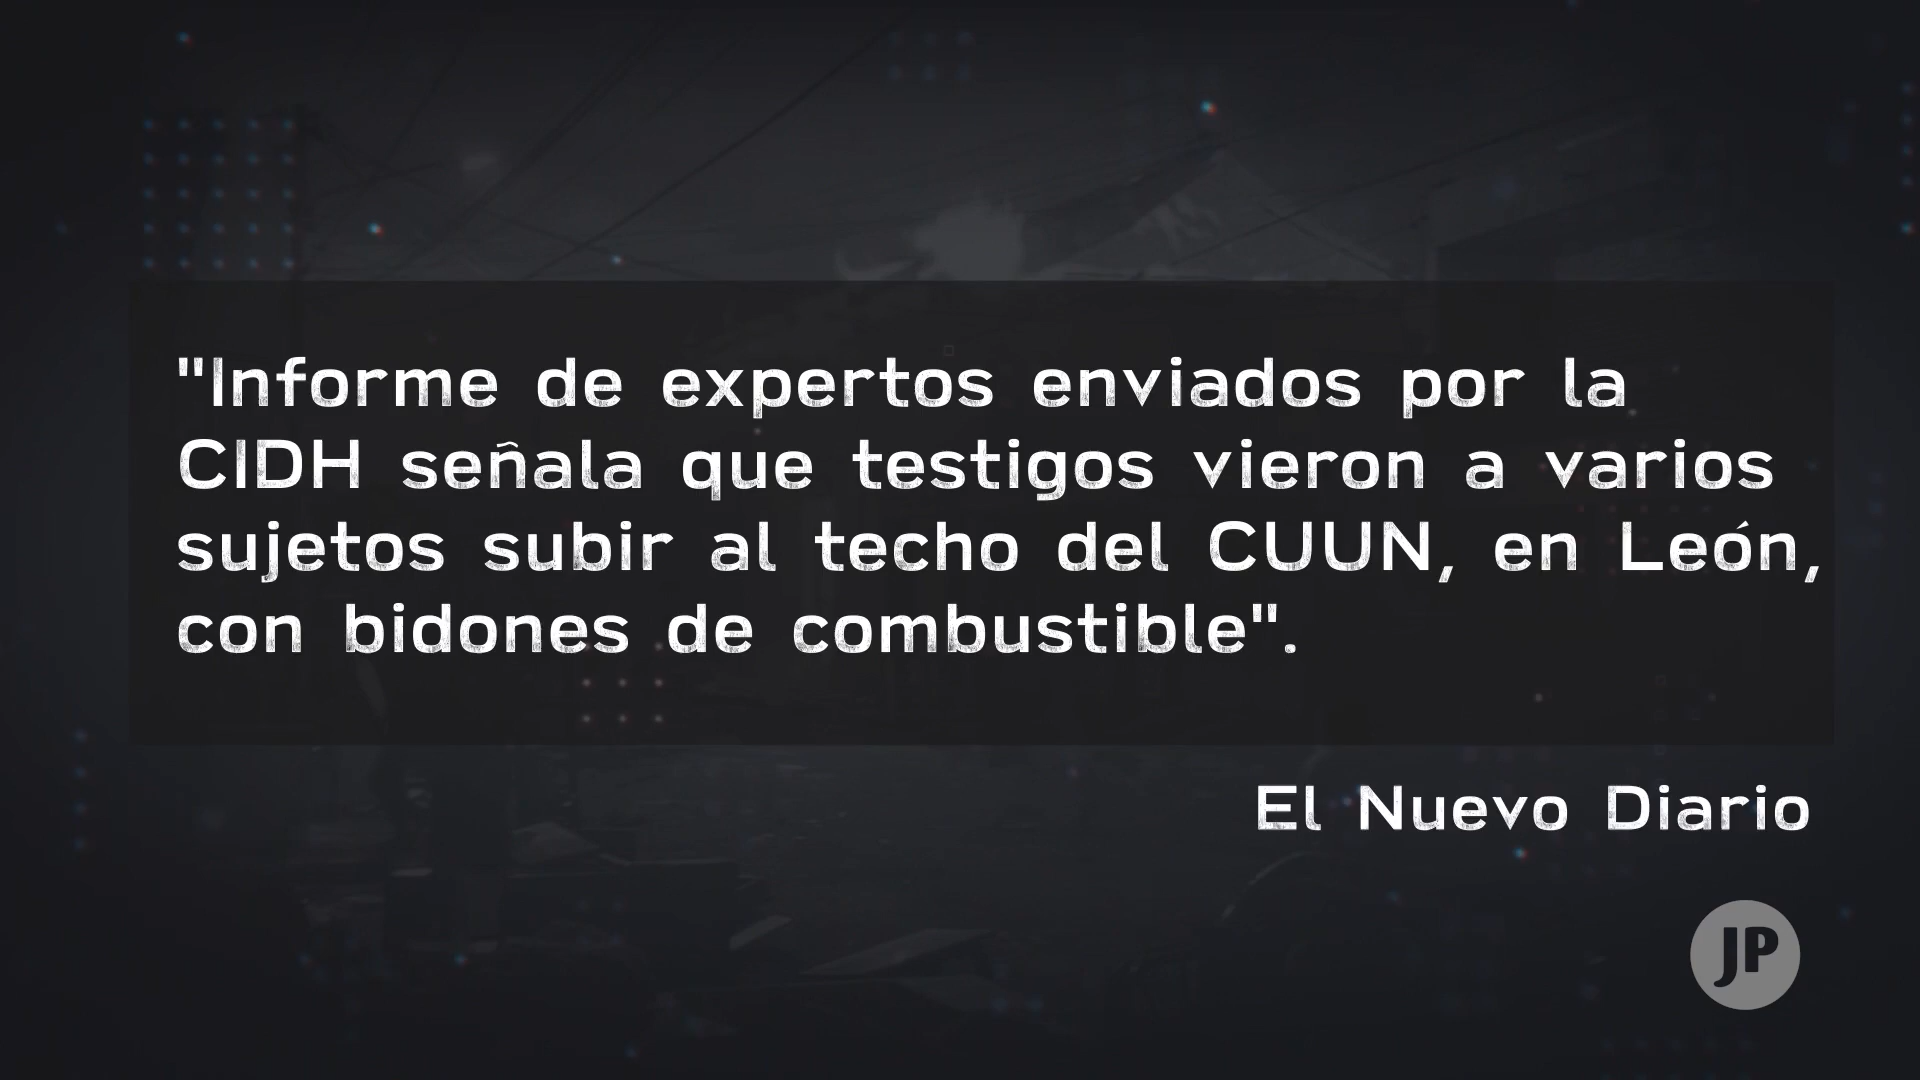 "Informe de expertos enviados por la
CIDH señala que testigos vieron a varios
sujetos subir al techo del CUUN, en León,
con bidones de combustible".
El Nuevo Diario
JP